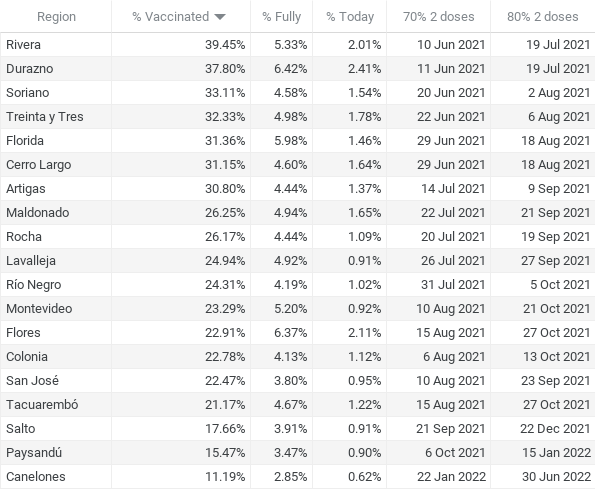 Region % Vaccinated % Fully % Today 70% 2 doses 80% 2 doses
Rivera 39.45% 5.33% 2.01% 10 Jun 2021 19 Jul 2021
Durazno 37.80% 6.42% 2.41% 11 Jun 2021 19 Jul 2021
Soriano 33.11% 4.58% 1.54% 20 Jun 2021 2 Aug 2021
Treinta y Tres 32.33% 4.98% 1.78% 22 Jun 2021 6 Aug 2021
Florida 31.36% 5.98% 1.46% 29 Jun 2021 18 Aug 2021
Cerro Largo 31.15% 4.60% 1.64% 29 Jun 2021 18 Aug 2021
Artigas 30.80% 4.44% 1.37% 14 Jul 2021 9 Sep 2021
Maldonado 26.25% 4.94% 1.65% 22 Jul 2021 21 Sep 2021
Rocha 26.17% 4.44% 1.09% 20 Jul 2021 19 Sep 2021
Lavalleja 24.94% 4.92% 0.91% 26 Jul 2021 27 Sep 2021
Río Negro 24.31% 4.19% 1.02% 31 Jul 2021 5 Oct 2021
Montevideo 23.29% 5.20% 0.92% 10 Aug 2021 21 Oct 2021
Flores 22.91% 6.37% 2.11% 15 Aug 2021 27 Oct 2021
Colonia 22.78% 4.13% 1.12% 6 Aug 2021 13 Oct 2021
San José 22.47% 3.80% 0.95% 10 Aug 2021 23 Sep 2021
Tacuarembó 21.17% 4.67% 1.22% 15 Aug 2021 27 Oct 2021
Salto 17.66% 3.91% 0.91% 21 Sep 2021 22 Dec 2021
Paysandú 15.47% 3.47% 0.90% 6 Oct 2021 15 Jan 2022
Canelones 11.19% 2.85% 0.62% 22 Jan 2022 30 Jun 2022